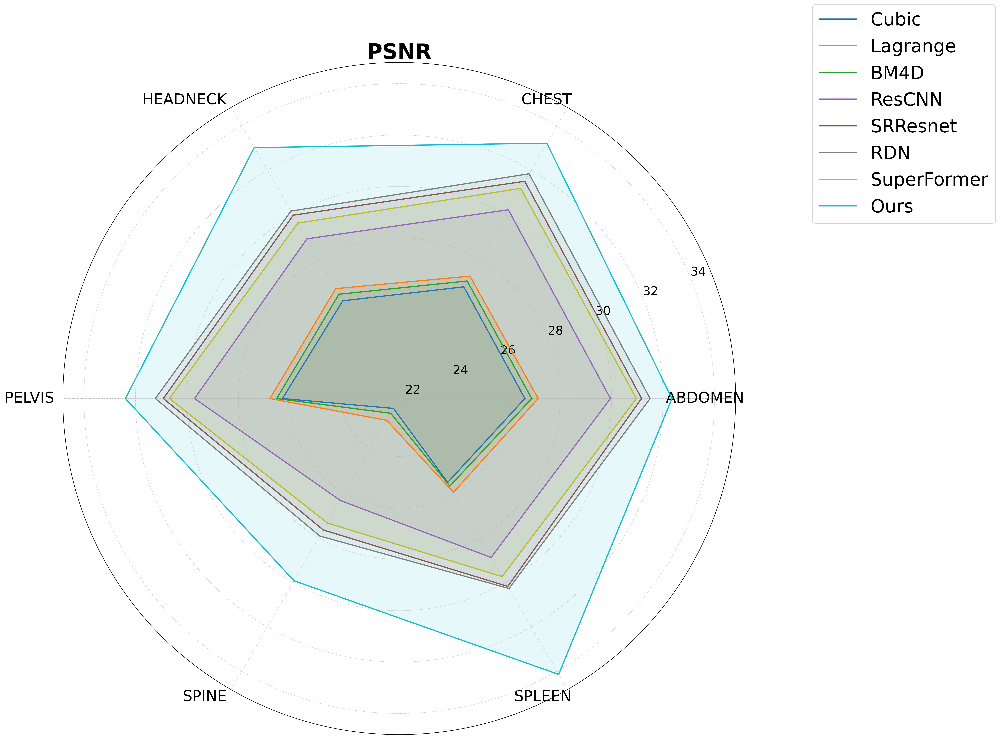 PSNR
HEADNECK
CHEST
PELVIS
ABDOMEN
SPINE
SPLEEN
34
32
30
28
26
24
22
Cubic
Lagrange
BM4D
ResCNN
SRResnet
RDN
SuperFormer
Ours